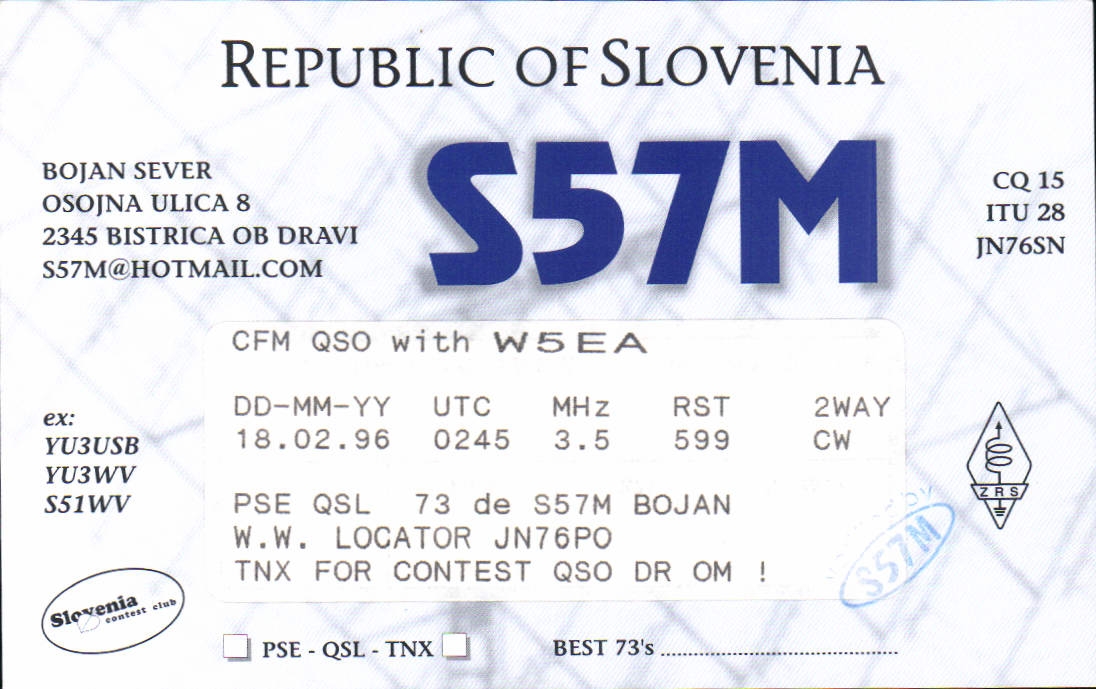 REPUBLIC OF SLOVENIA
S57M
BOJAN SEVER
OSOJNA ULICA 8
2345 BISTRICA OB DRAVI
S57M@HOTMAIL.COM
CQ 15
ITU 28
JN76SN
CFM QSO with W5EA
DD-MM-YY UTC MHz RST 2WAY
18.02.96 0245 3.5 599 CW
PSE QSL 73 de S57M BOJAN
W.W. LOCATOR JN76PO
TNX FOR CONTEST QSO DR OM !
ex:
YU3USB
YU3WV
S51WV
ZRS
S57M
Slovenia
contest club
PSE - QSL - TNX
BEST 73's